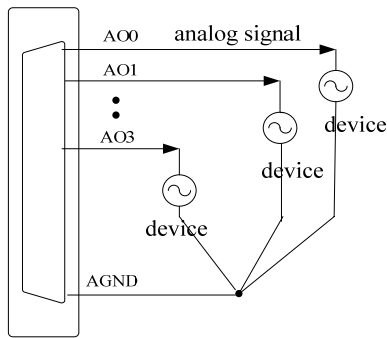 AO0 analog signal
AO1
device
AO3
device
device
AGND